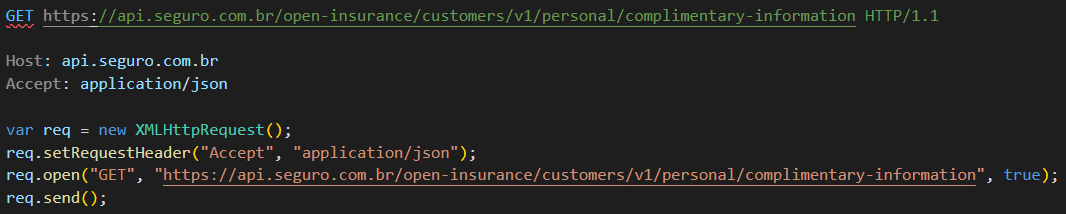 GET https://api.seguro.com.br/open-insurance/customers/v1/personal/complimentary-information HTTP/1.1
Host: api.seguro.com.br
Accept: application/json
var req = new XMLHttpRequest();
req.setRequestHeader("Accept", "application/json");
req.open("GET", "https://api.seguro.com.br/open-insurance/customers/v1/personal/complimentary-information", true);
req.send();